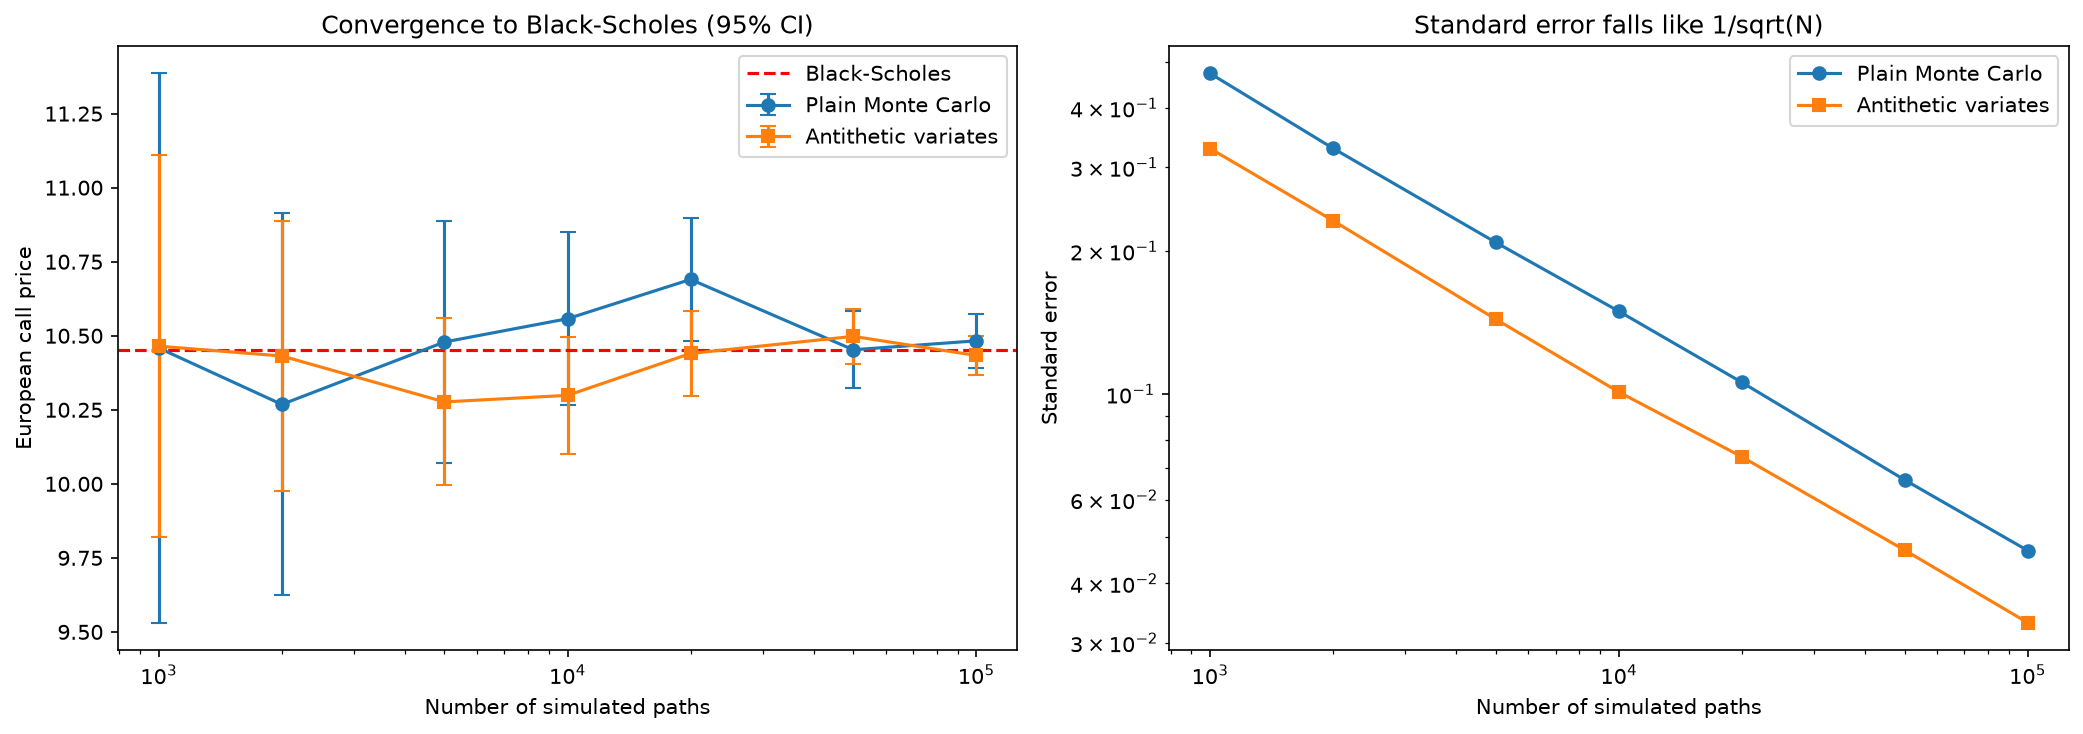 Convergence to Black-Scholes (95% CI)
Black-Scholes
Plain Monte Carlo
Antithetic variates
European call price
11.25
11.00
10.75
10.50
10.25
10.00
9.75
9.50
10³
10⁴
10⁵
Number of simulated paths
Standard error falls like 1/sqrt(N)
Plain Monte Carlo
Antithetic variates
Standard error
4 × 10⁻¹
3 × 10⁻¹
2 × 10⁻¹
10⁻¹
6 × 10⁻²
4 × 10⁻²
3 × 10⁻²
10³
10⁴
10⁵
Number of simulated paths